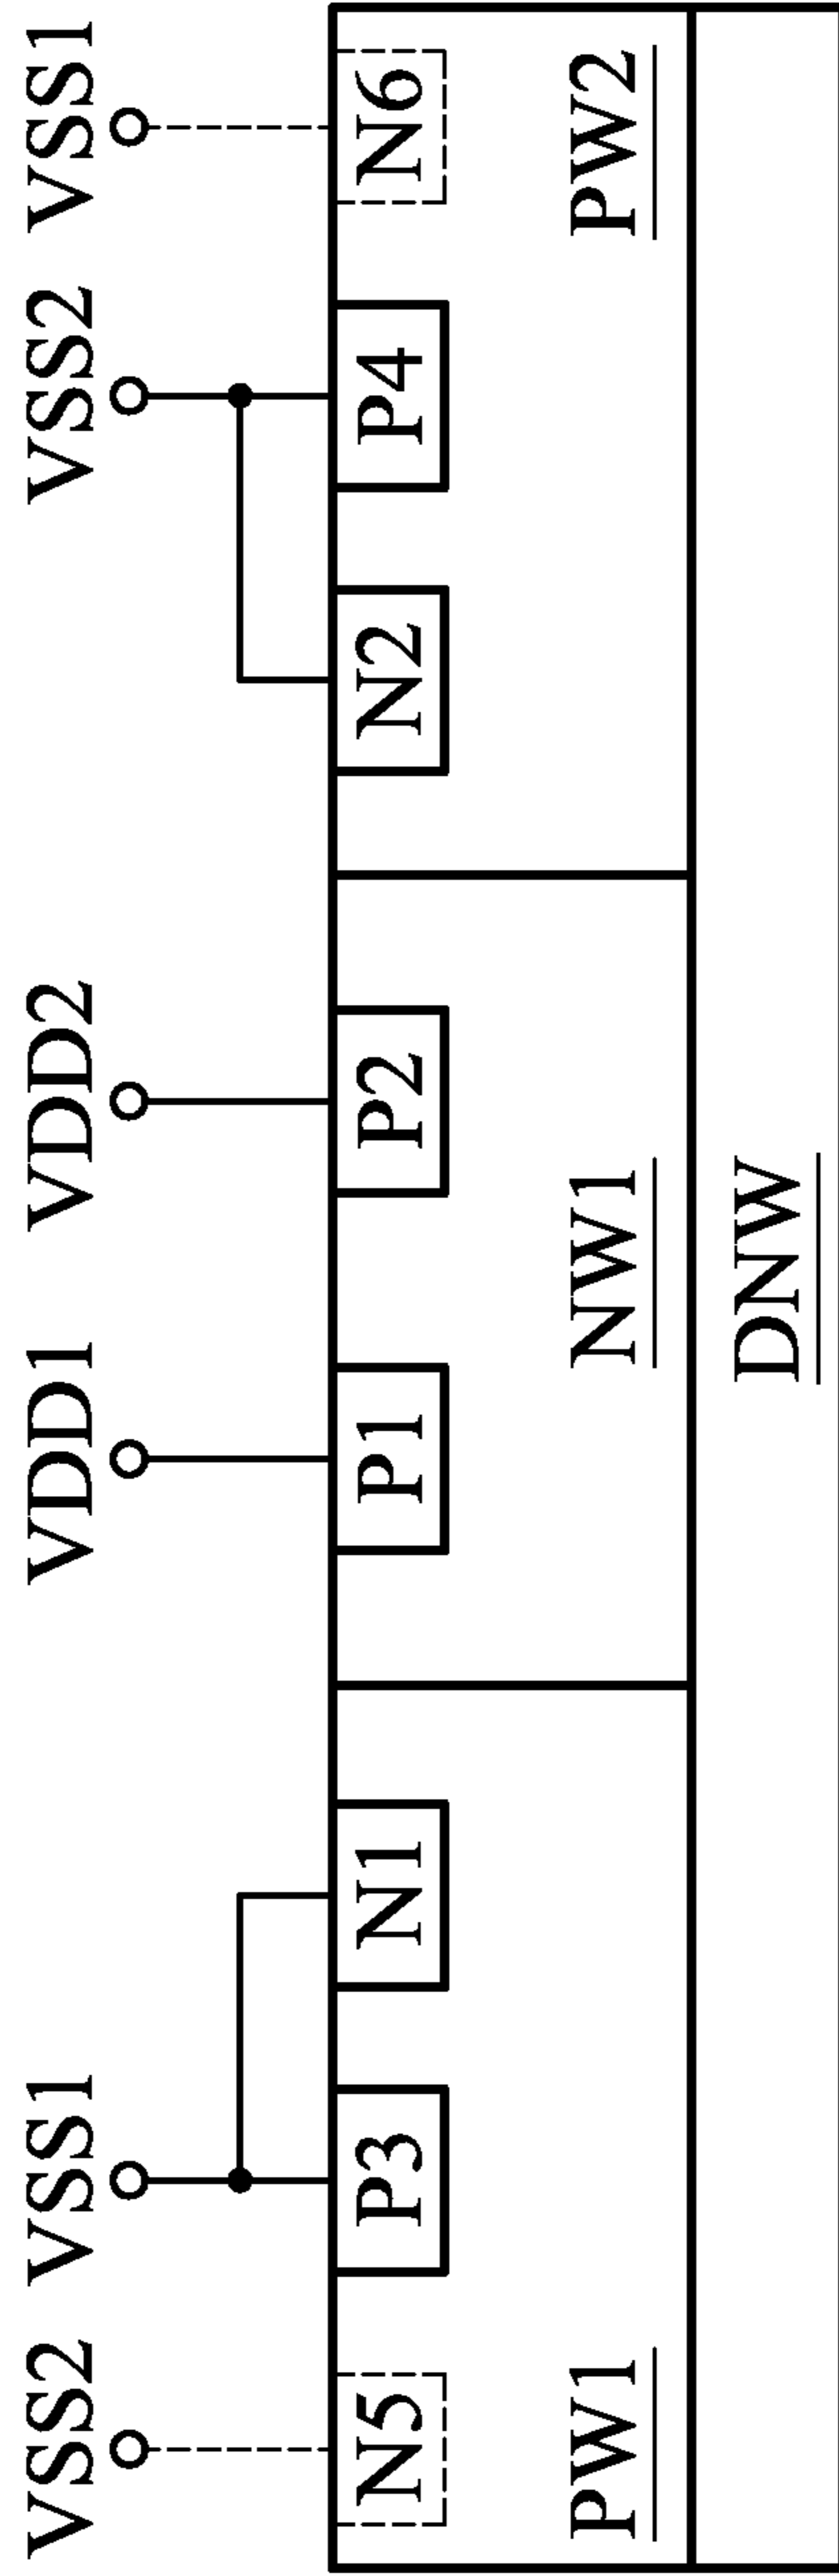 VSS2 VSS1 VDD1 VDD2 VSS2 VSS1
N5 P3 N1 P1 P2 N2 P4 N6
PW1 NW1 PW2
DNW